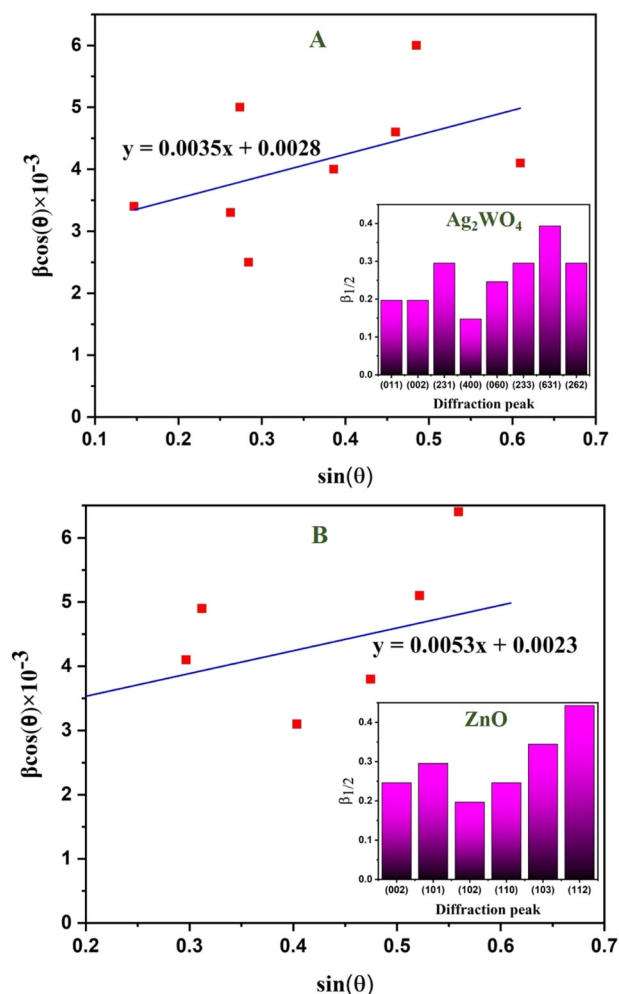 A
6
5
4
3
2
1
0
βcos(θ)×10⁻³
y = 0.0035x + 0.0028
0.1 0.2 0.3 0.4 0.5 0.6 0.7
sin(θ)
Ag₂WO₄
0.4
0.3
0.2
0.1
0.0
β1/2
(011) (002) (231) (400) (060) (233) (631) (262)
Diffraction peak
B
6
5
4
3
2
1
0
βcos(θ)×10⁻³
y = 0.0053x + 0.0023
0.2 0.3 0.4 0.5 0.6 0.7
sin(θ)
ZnO
0.4
0.3
0.2
0.1
0.0
β1/2
(002) (101) (102) (110) (103) (112)
Diffraction peak